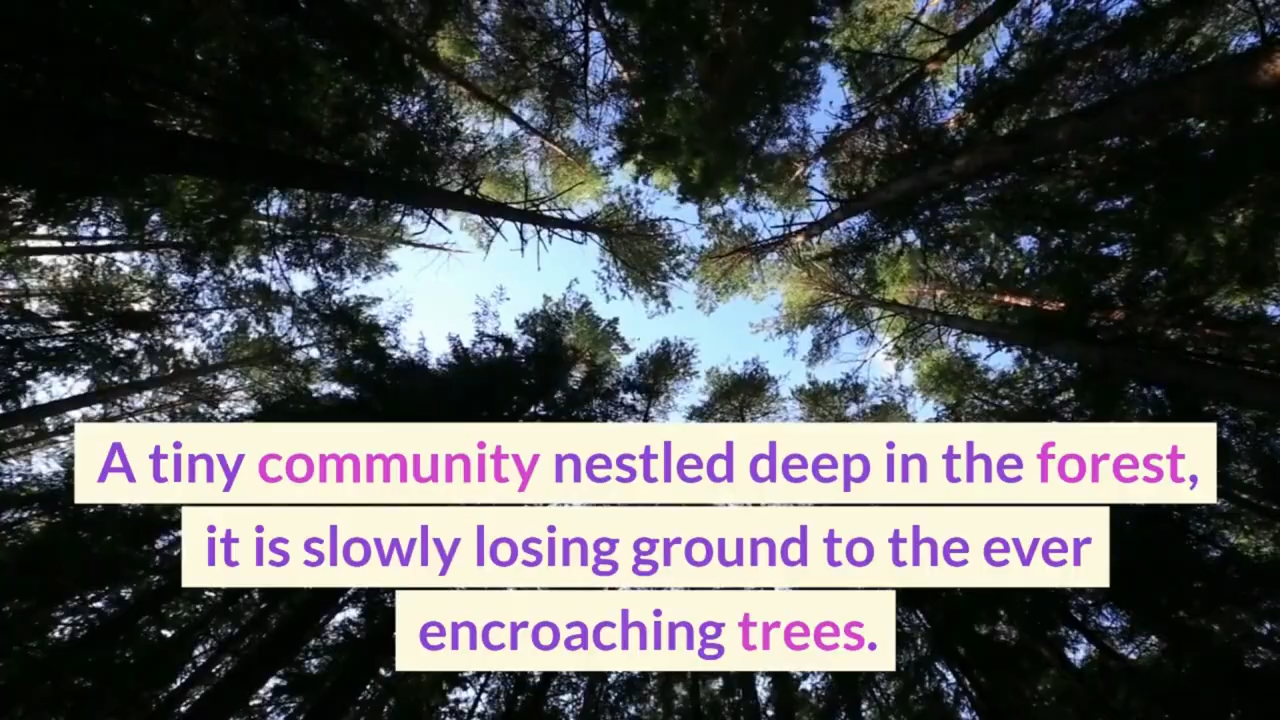 A tiny community nestled deep in the forest,
it is slowly losing ground to the ever
encroaching trees.